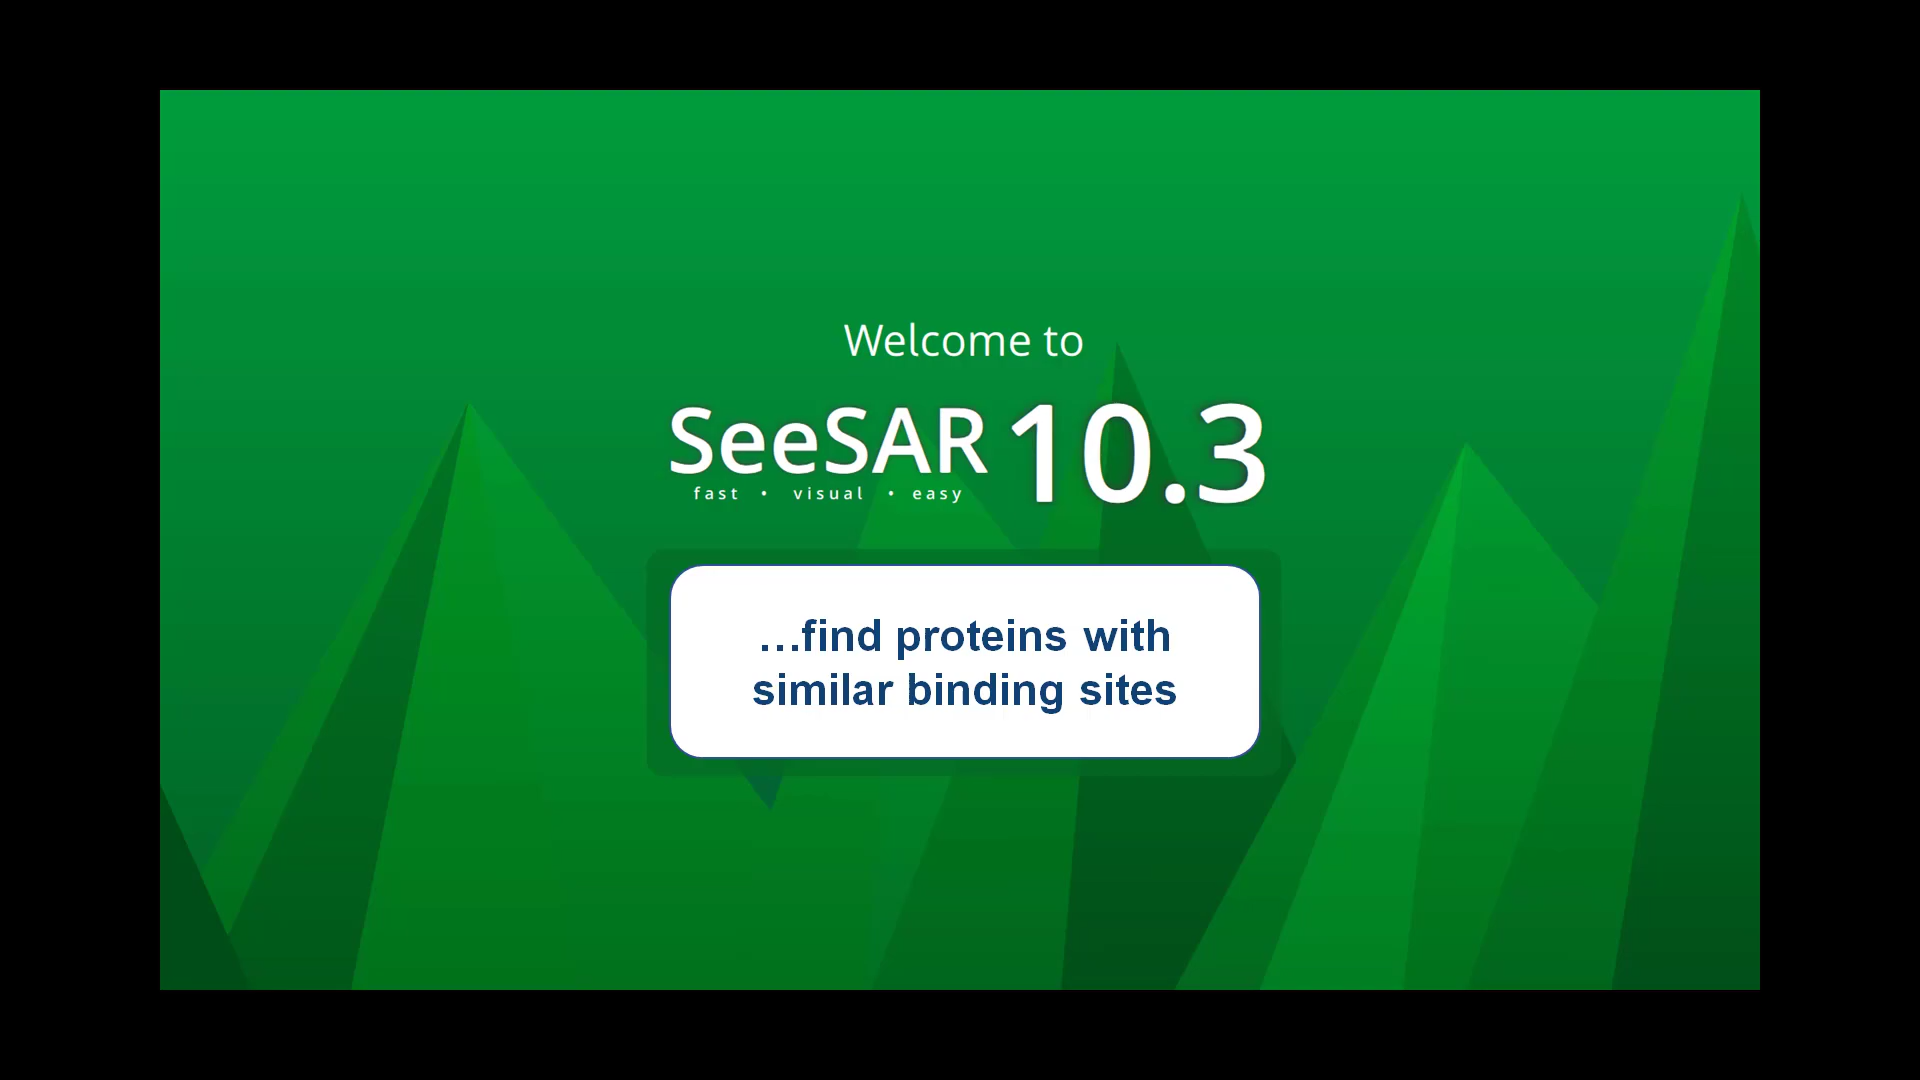 Welcome to
SeeSAR 10.3
fast • visual • easy
...find proteins with
similar binding sites